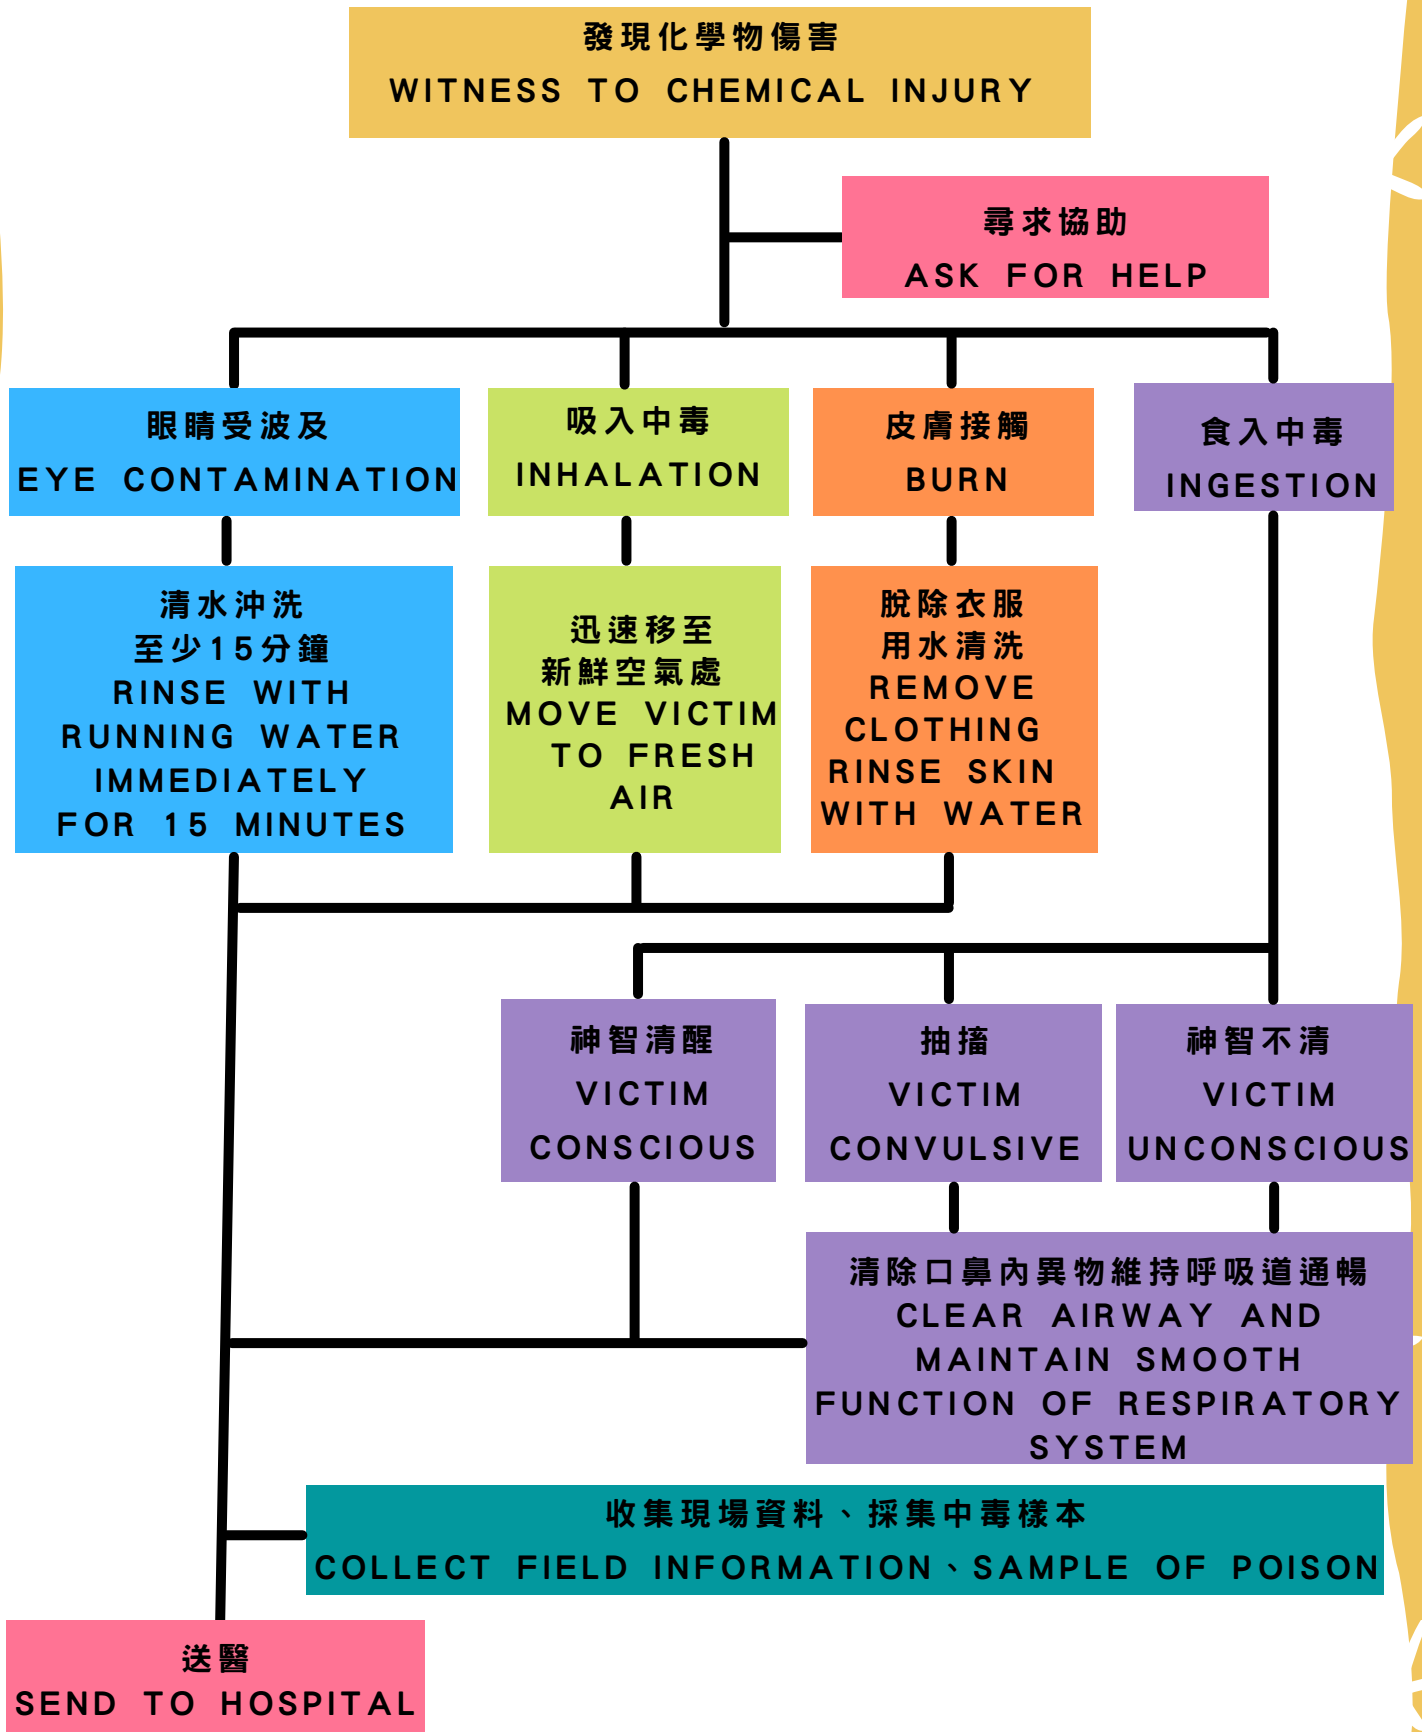 發現化學物傷害
WITNESS TO CHEMICAL INJURY
尋求協助
ASK FOR HELP
眼睛受波及
EYE CONTAMINATION
吸入中毒
INHALATION
皮膚接觸
BURN
食入中毒
INGESTION
清水沖洗
至少15分鐘
RINSE WITH
RUNNING WATER
IMMEDIATELY
FOR 15 MINUTES
迅速移至
新鮮空氣處
MOVE VICTIM
TO FRESH
AIR
脫除衣服
用水清洗
REMOVE
CLOTHING
RINSE SKIN
WITH WATER
神智清醒
VICTIM
CONSCIOUS
抽搐
VICTIM
CONVULSIVE
神智不清
VICTIM
UNCONSCIOUS
清除口鼻內異物維持呼吸道通暢
CLEAR AIRWAY AND
MAINTAIN SMOOTH
FUNCTION OF RESPIRATORY
SYSTEM
收集現場資料、採集中毒樣本
COLLECT FIELD INFORMATION、SAMPLE OF POISON
送醫
SEND TO HOSPITAL